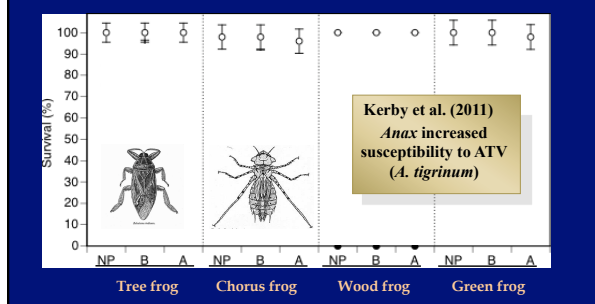 Survival (%)
100
90
80
70
60
50
40
30
20
10
0
Kerby et al. (2011)
Anax increased
susceptibility to ATV
(A. tigrinum)
NP B A NP B A NP B A NP B A
Tree frog Chorus frog Wood frog Green frog